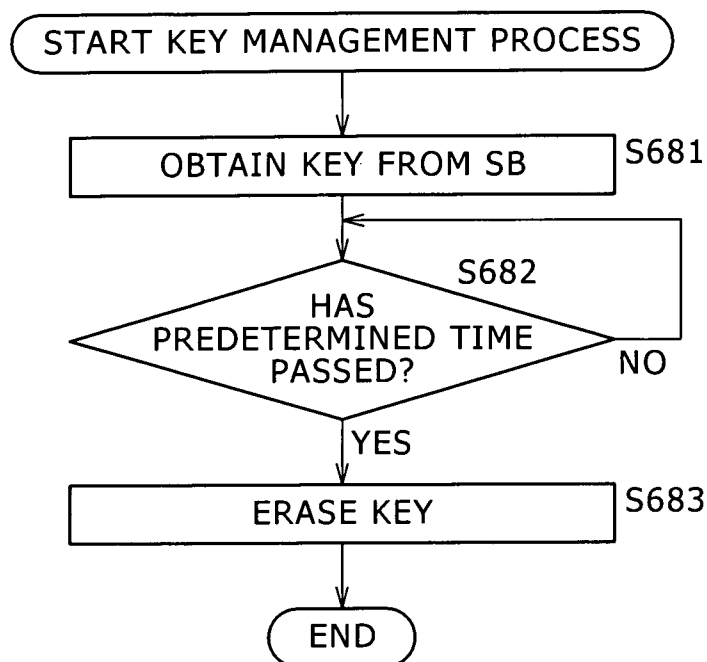 START KEY MANAGEMENT PROCESS
OBTAIN KEY FROM SB
S681
S682
HAS
PREDETERMINED TIME
PASSED?
NO
YES
ERASE KEY
S683
END